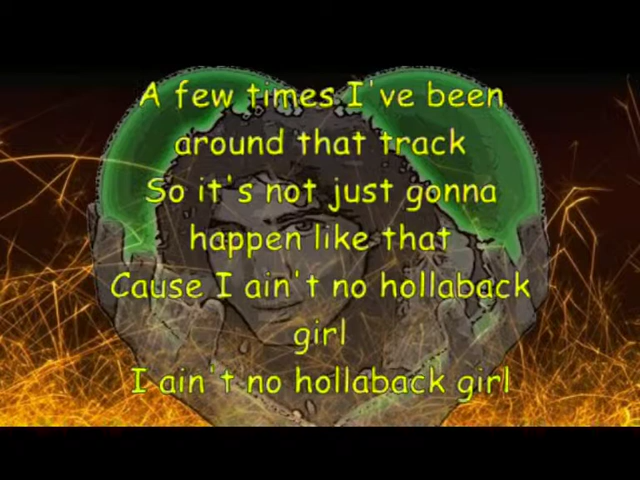 A few times I've been
around that track
So it's not just gonna
happen like that
Cause I ain't no hollaback
girl
I ain't no hollaback girl